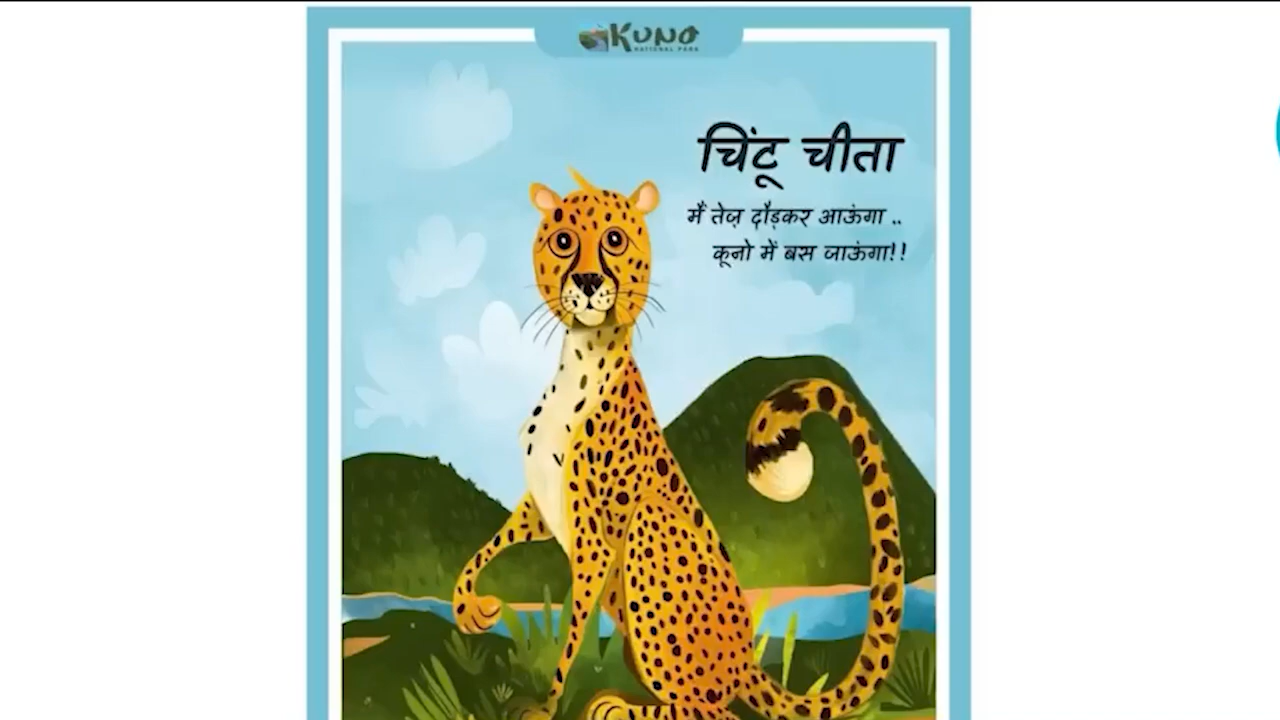 KUNO
NATIONAL PARK
चिंटू चीता
मैं तेज़ दौड़कर आऊंगा ..
कूनो में बस जाऊंगा!!